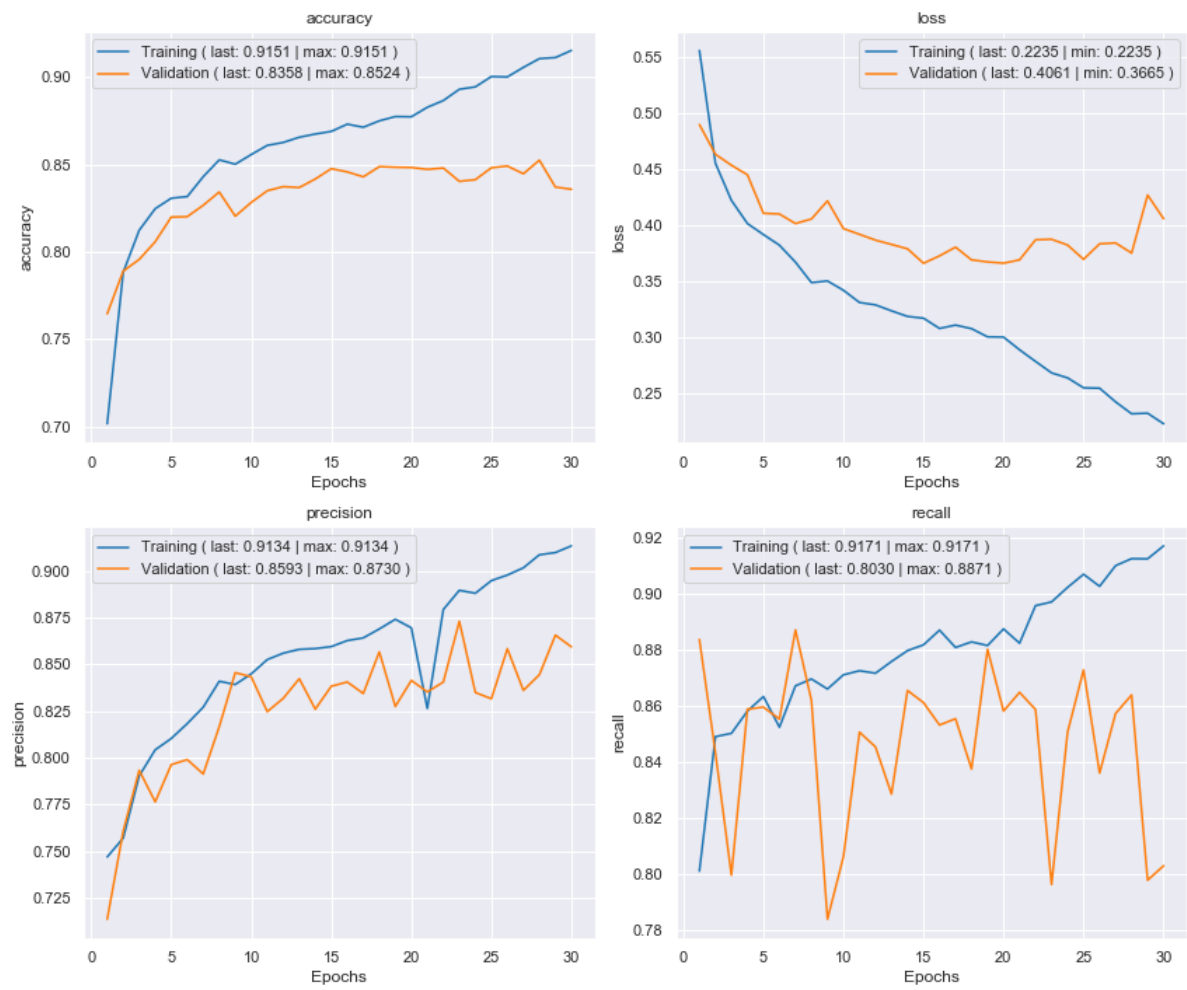 accuracy
Training ( last: 0.9151 | max: 0.9151 )
Validation ( last: 0.8358 | max: 0.8524 )
0.90
0.85
0.80
0.75
0.70
accuracy
0 5 10 15 20 25 30
Epochs
loss
Training ( last: 0.2235 | min: 0.2235 )
Validation ( last: 0.4061 | min: 0.3665 )
0.55
0.50
0.45
0.40
0.35
0.30
0.25
loss
0 5 10 15 20 25 30
Epochs
precision
Training ( last: 0.9134 | max: 0.9134 )
Validation ( last: 0.8593 | max: 0.8730 )
0.900
0.875
0.850
0.825
0.800
0.775
0.750
0.725
precision
0 5 10 15 20 25 30
Epochs
recall
Training ( last: 0.9171 | max: 0.9171 )
Validation ( last: 0.8030 | max: 0.8871 )
0.92
0.90
0.88
0.86
0.84
0.82
0.80
0.78
recall
0 5 10 15 20 25 30
Epochs